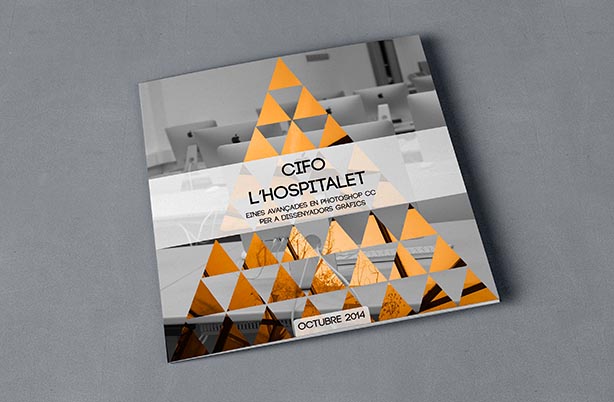 CIFO
L'HOSPITALET
EINES AVANÇADES EN PHOTOSHOP CC
PER A DISSENYADORS GRÀFICS
OCTUBRE 2014